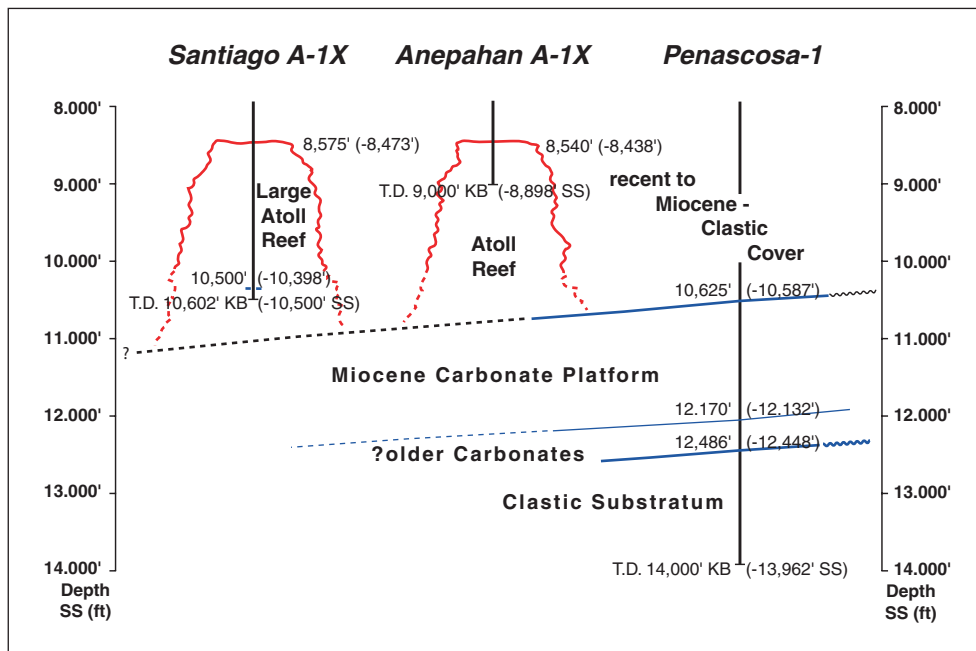 Santiago A-1X
Anepahan A-1X
Penascosa-1
8.000'
9.000'
10.000'
11.000'
12.000'
13.000'
14.000'
Depth
SS (ft)
8,575' (-8,473')
Large
Atoll
Reef
10,500' (-10,398')
T.D. 10,602' KB (-10,500' SS)
8,540' (-8,438')
T.D. 9,000' KB (-8,898' SS)
Atoll
Reef
recent to
Miocene -
Clastic
Cover
10,625' (-10,587')
?
Miocene Carbonate Platform
12.170' (-12.132')
12,486' (-12,448')
?older Carbonates
Clastic Substratum
T.D. 14,000' KB (-13,962' SS)
8.000'
9.000'
10.000'
11.000'
12.000'
13.000'
14.000'
Depth
SS (ft)